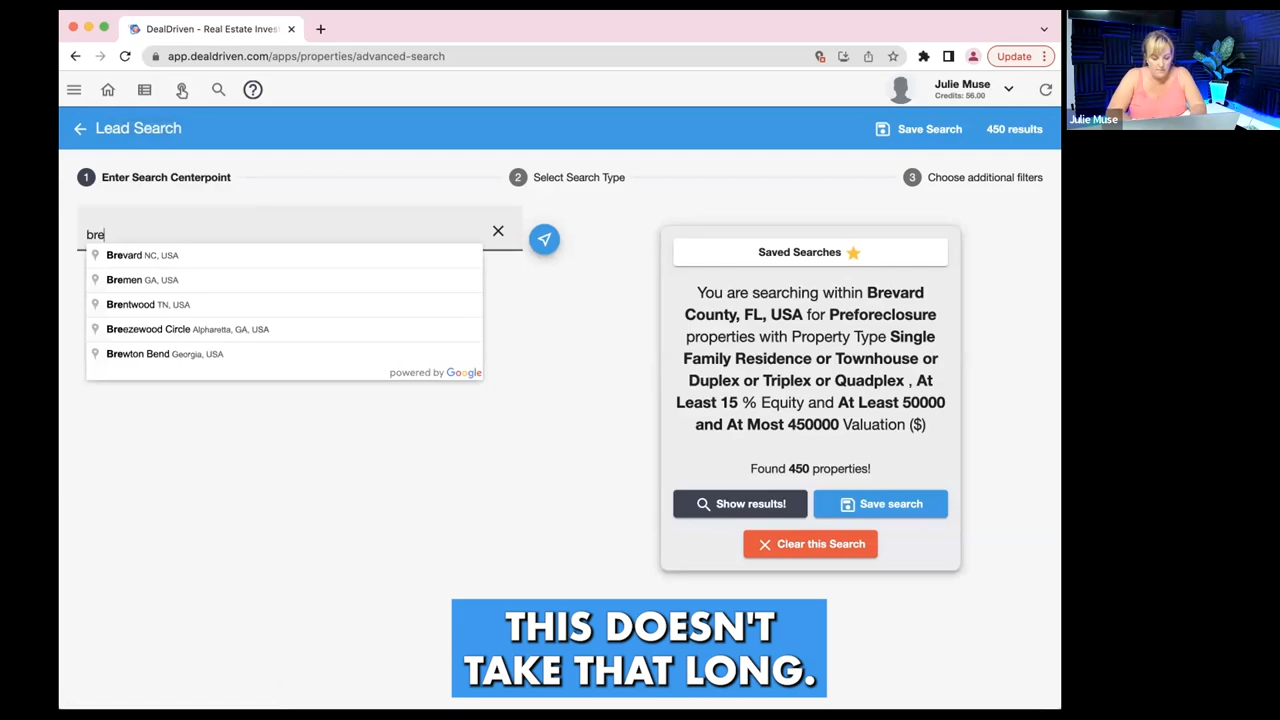 DealDriven - Real Estate Inves
app.dealdriven.com/apps/properties/advanced-search
Update
Julie Muse
Credits: 56.00
Lead Search
Save Search
450 results
1 Enter Search Centerpoint
2 Select Search Type
3 Choose additional filters
bre
Brevard NC, USA
Bremen GA, USA
Brentwood TN, USA
Breezewood Circle Alpharetta, GA, USA
Brewton Bend Georgia, USA
powered by Google
Saved Searches
You are searching within Brevard
County, FL, USA for Preforeclosure
properties with Property Type Single
Family Residence or Townhouse or
Duplex or Triplex or Quadplex , At
Least 15 % Equity and At Least 50000
and At Most 450000 Valuation ($)
Found 450 properties!
Show results!
Save search
Clear this Search
Julie Muse
THIS DOESN'T
TAKE THAT LONG.